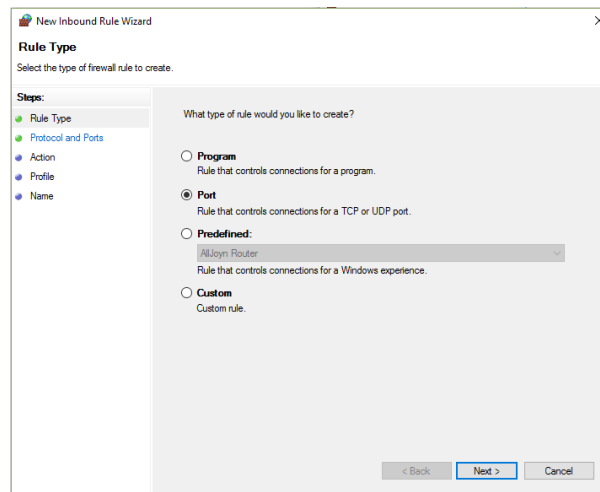 New Inbound Rule Wizard
Rule Type
Select the type of firewall rule to create.
Steps:
Rule Type
Protocol and Ports
Action
Profile
Name
What type of rule would you like to create?
Program
Rule that controls connections for a program.
Port
Rule that controls connections for a TCP or UDP port.
Predefined:
AllJoyn Router
Rule that controls connections for a Windows experience.
Custom
Custom rule.
< Back Next > Cancel